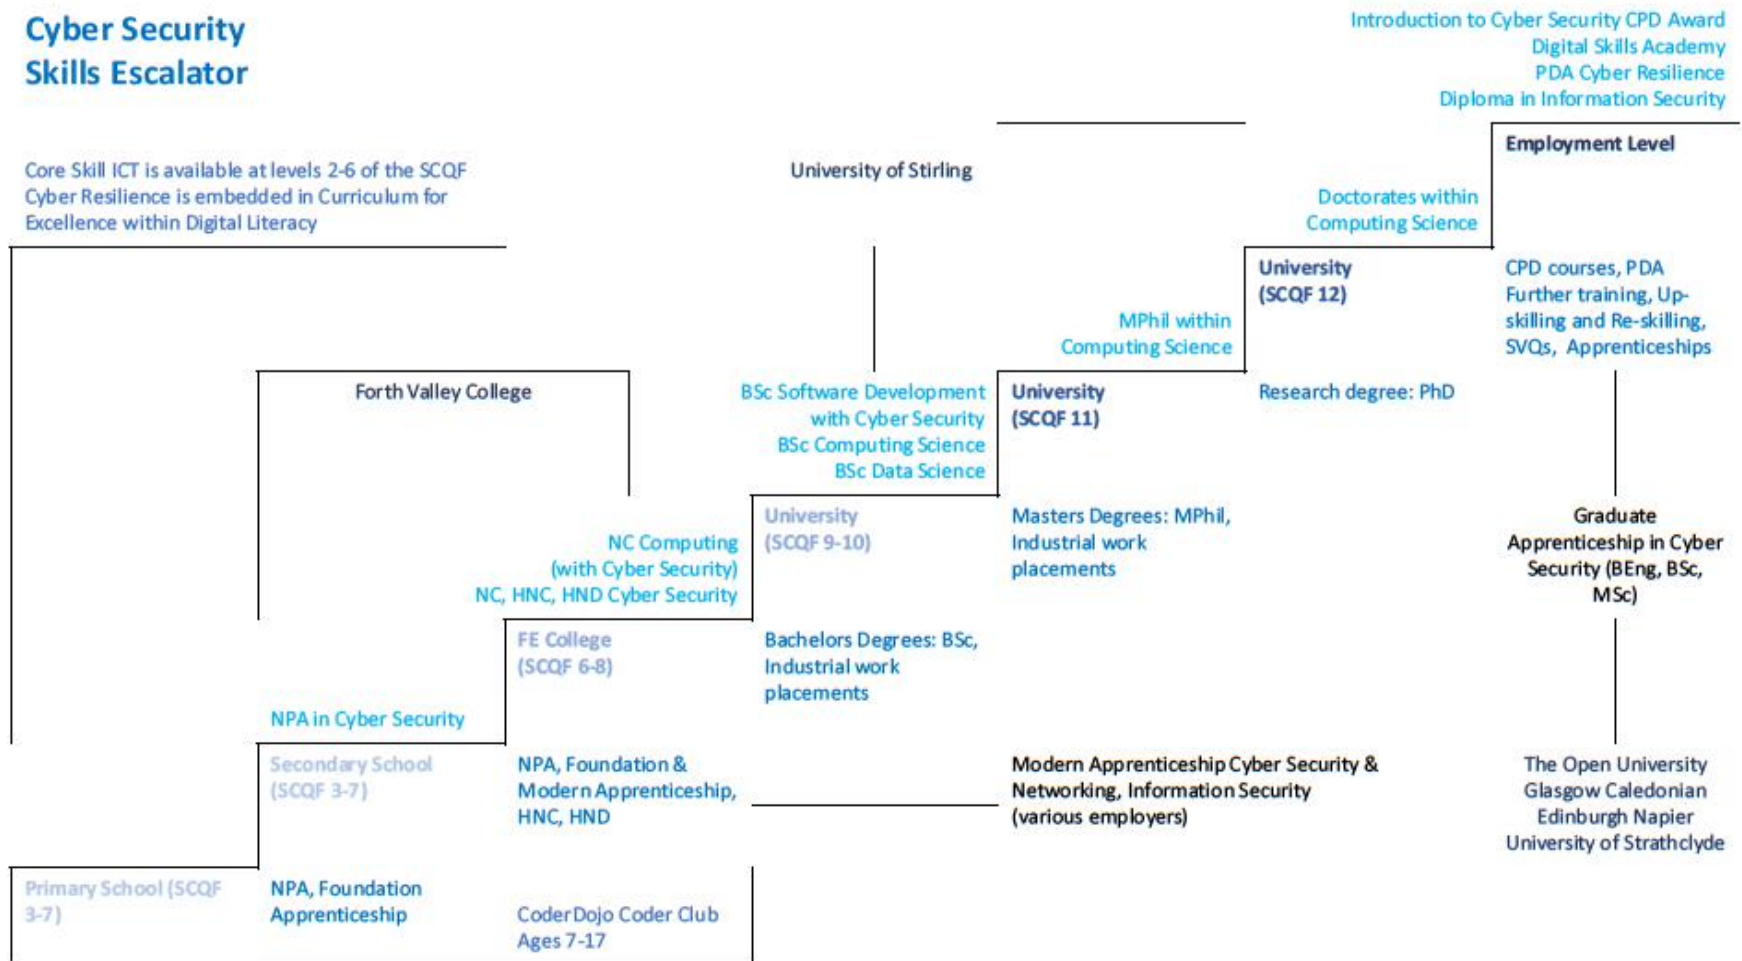 Cyber Security
Skills Escalator
Introduction to Cyber Security CPD Award
Digital Skills Academy
PDA Cyber Resilience
Diploma in Information Security
Employment Level
Core Skill ICT is available at levels 2-6 of the SCQF
Cyber Resilience is embedded in Curriculum for
Excellence within Digital Literacy
University of Stirling
Doctorates within
Computing Science
University
(SCQF 12)
CPD courses, PDA
Further training, Up-
skilling and Re-skilling,
SVQs, Apprenticeships
MPhil within
Computing Science
Forth Valley College
BSc Software Development
with Cyber Security
BSc Computing Science
BSc Data Science
University
(SCQF 11)
Research degree: PhD
NC Computing
(with Cyber Security)
NC, HNC, HND Cyber Security
University
(SCQF 9-10)
Masters Degrees: MPhil,
Industrial work
placements
Graduate
Apprenticeship in Cyber
Security (BEng, BSc,
MSc)
NPA in Cyber Security
FE College
(SCQF 6-8)
Bachelors Degrees: BSc,
Industrial work
placements
Secondary School
(SCQF 3-7)
NPA, Foundation &
Modern Apprenticeship,
HNC, HND
Modern Apprenticeship Cyber Security &
Networking, Information Security
(various employers)
The Open University
Glasgow Caledonian
Edinburgh Napier
University of Strathclyde
Primary School (SCQF
3-7)
NPA, Foundation
Apprenticeship
CoderDojo Coder Club
Ages 7-17